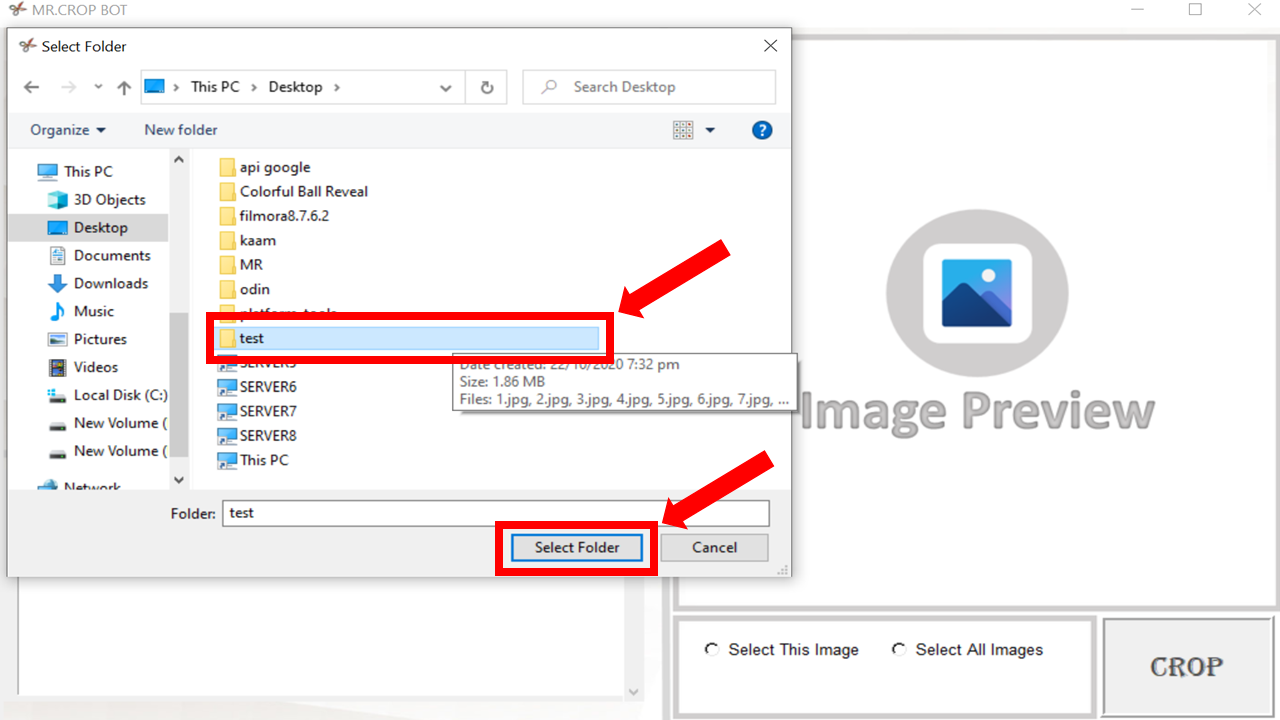 MR.CROP BOT
Select Folder
This PC
Desktop
Search Desktop
Organize
New folder
This PC
3D Objects
Desktop
Documents
Downloads
Music
Pictures
Videos
Local Disk (C:)
New Volume (
New Volume (
Network
api google
Colorful Ball Reveal
filmora8.7.6.2
kaam
MR
odin
platform-tools
test
SERVER5
SERVER6
SERVER7
SERVER8
This PC
Date created: 22/10/2020 7:32 pm
Size: 1.86 MB
Files: 1.jpg, 2.jpg, 3.jpg, 4.jpg, 5.jpg, 6.jpg, 7.jpg, ...
Folder: test
Select Folder
Cancel
Image Preview
Select This Image
Select All Images
CROP